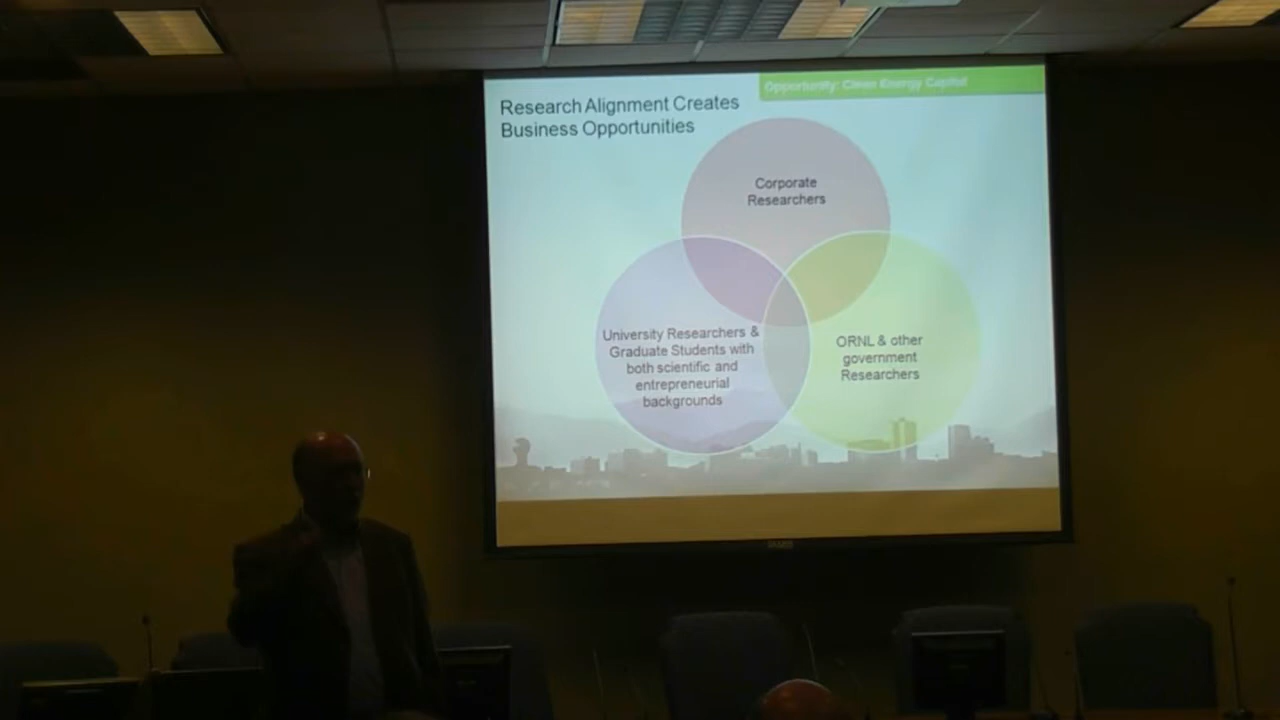 Opportunity: Clean Energy Capital
Research Alignment Creates
Business Opportunities
Corporate
Researchers
University Researchers &
Graduate Students with
both scientific and
entrepreneurial
backgrounds
ORNL & other
government
Researchers